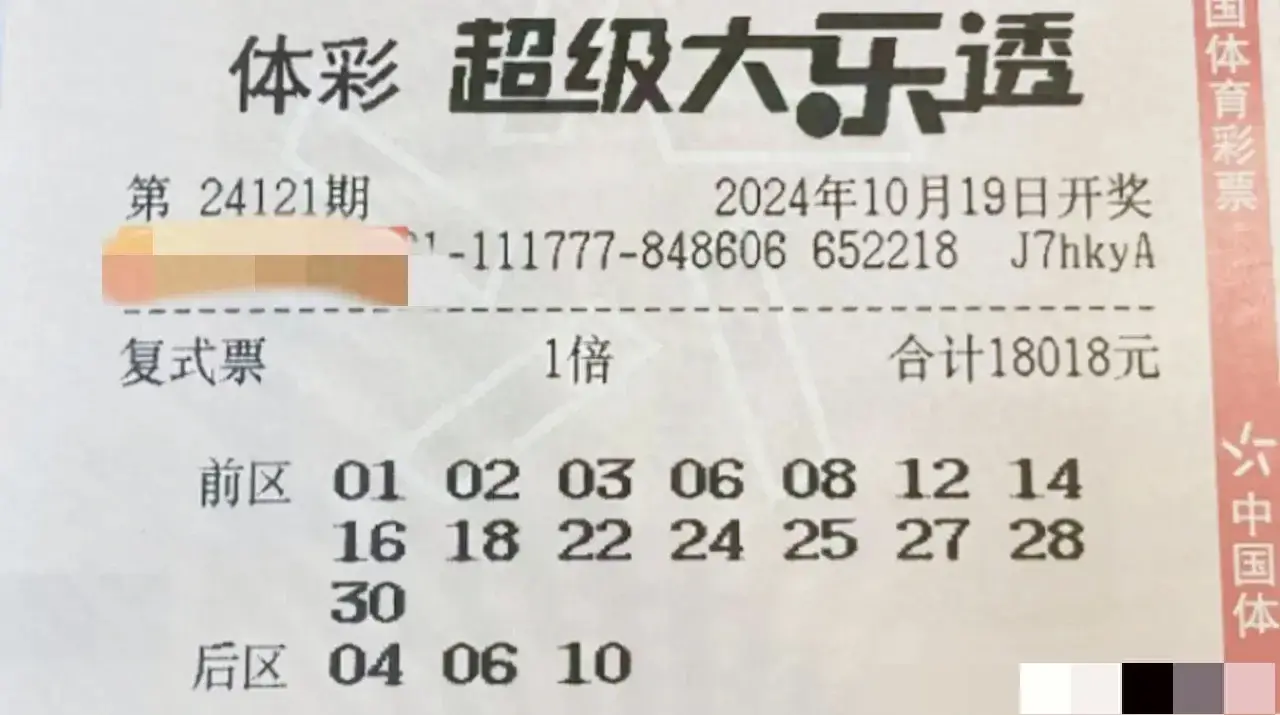 体彩 超级大乐透
第 24121期 2024年10月19日开奖
1-111777-848606 652218 J7hkyA
复式票 1倍 合计18018元
前区 01 02 03 06 08 12 14
16 18 22 24 25 27 28
30
后区 04 06 10
国体育彩票
中国体